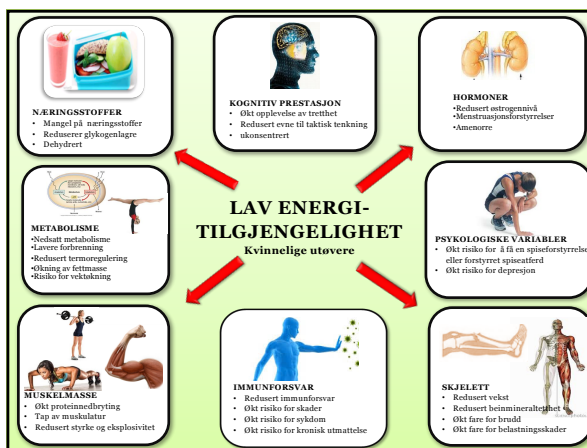 NÆRINGSSTOFFER
• Mangel på næringsstoffer
• Reduserer glykogenlagre
• Dehydrert
KOGNITIV PRESTASJON
• Økt opplevelse av tretthet
• Redusert evne til taktisk tenkning
• ukonsentrert
HORMONER
•Redusert østrogennivå
•Menstruasjonsforstyrrelser
•Amenorre
METABOLISME
•Nedsatt metabolisme
•Lavere forbrenning
•Redusert termoregulering
•Økning av fettmasse
•Risiko for vektøkning
LAV ENERGI-
TILGJENGELIGHET
Kvinnelige utøvere
PSYKOLOGISKE VARIABLER
• Økt risiko for å få en spiseforstyrrelse
eller forstyrret spiseatferd
• Økt risiko for depresjon
MUSKELMASSE
• Økt proteinnedbryting
• Tap av muskulatur
• Redusert styrke og eksplosivitet
IMMUNFORSVAR
• Redusert immunforsvar
• Økt risiko for skader
• Økt risiko for sykdom
• Økt risiko for kronisk utmattelse
SKJELETT
• Redusert vekst
• Redusert beinmineraltetthet
• Økt fare for brudd
• Økt fare for belastningsskader